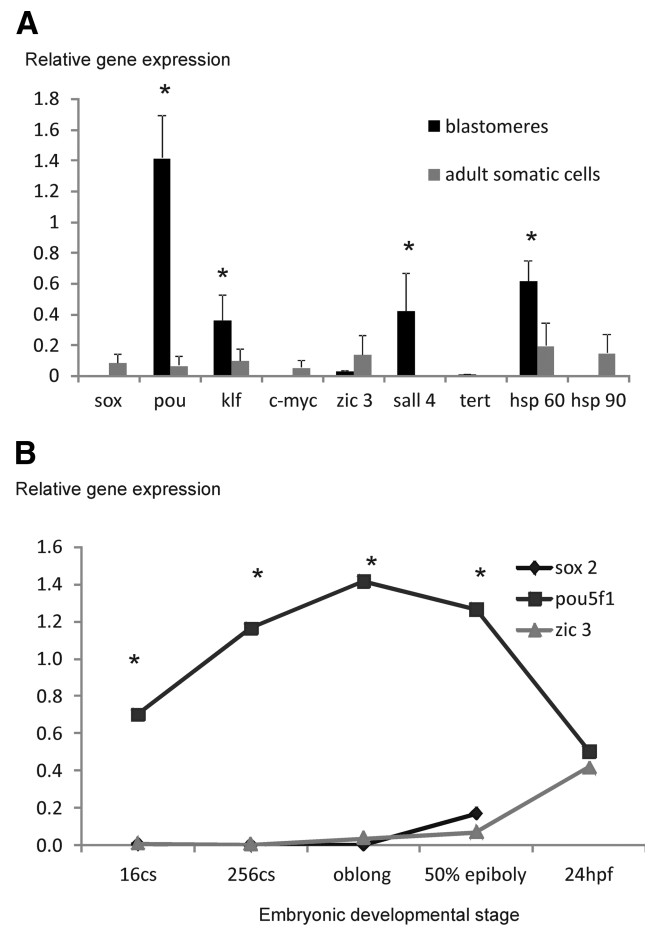 A
Relative gene expression
*
1.8
1.6
1.4
1.2
1
0.8
0.6
0.4
0.2
0
* * * *
blastomeres
adult somatic cells
sox pou klf c-myc zic 3 sall 4 tert hsp 60 hsp 90
B
Relative gene expression
1.6
1.4
1.2
1.0
0.8
0.6
0.4
0.2
0.0
* * * *
sox 2
pou5f1
zic 3
16cs 256cs oblong 50% epiboly 24hpf
Embryonic developmental stage